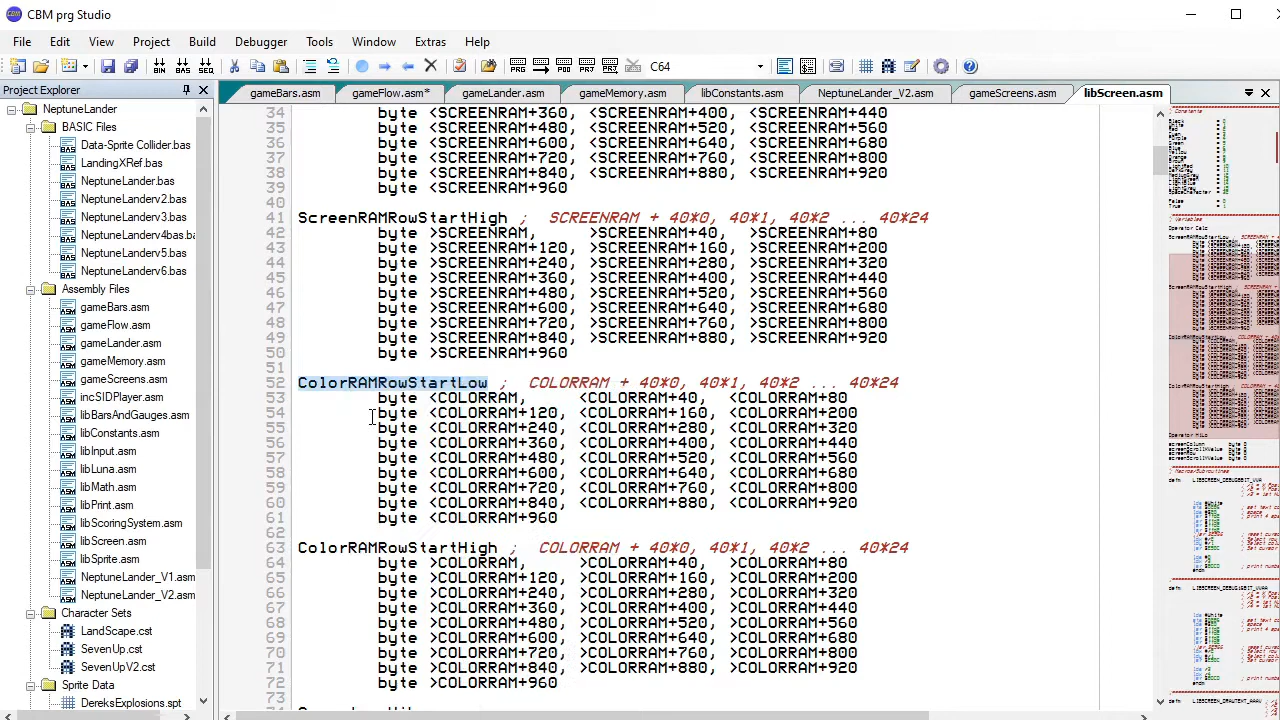 CBM prg Studio
File Edit View Project Build Debugger Tools Window Extras Help
C64
Project Explorer
gameBars.asm gameFlow.asm* gameLander.asm gameMemory.asm libConstants.asm NeptuneLander_V2.asm gameScreens.asm libScreen.asm
NeptuneLander
BASIC Files
Data-Sprite Collider.bas
LandingXRef.bas
NeptuneLander.bas
NeptuneLanderv2.bas
NeptuneLanderv3.bas
NeptuneLanderv4bas.ba
NeptuneLanderv5.bas
NeptuneLanderv6.bas
Assembly Files
gameBars.asm
gameFlow.asm
gameLander.asm
gameMemory.asm
gameScreens.asm
incSIDPlayer.asm
libBarsAndGauges.asm
libConstants.asm
libInput.asm
libLuna.asm
libMath.asm
libPrint.asm
libScoringSystem.asm
libScreen.asm
libSprite.asm
NeptuneLander_V1.asm
NeptuneLander_V2.asm
Character Sets
LandScape.cst
SevenUp.cst
SevenUpV2.cst
Sprite Data
DereksExplosions.spt
34 byte <SCREENRAM+360, <SCREENRAM+400, <SCREENRAM+440
35 byte <SCREENRAM+480, <SCREENRAM+520, <SCREENRAM+560
36 byte <SCREENRAM+600, <SCREENRAM+640, <SCREENRAM+680
37 byte <SCREENRAM+720, <SCREENRAM+760, <SCREENRAM+800
38 byte <SCREENRAM+840, <SCREENRAM+880, <SCREENRAM+920
39 byte <SCREENRAM+960
40
41 ScreenRAMRowStartHigh ; SCREENRAM + 40*0, 40*1, 40*2 ... 40*24
42 byte >SCREENRAM, >SCREENRAM+40, >SCREENRAM+80
43 byte >SCREENRAM+120, >SCREENRAM+160, >SCREENRAM+200
44 byte >SCREENRAM+240, >SCREENRAM+280, >SCREENRAM+320
45 byte >SCREENRAM+360, >SCREENRAM+400, >SCREENRAM+440
46 byte >SCREENRAM+480, >SCREENRAM+520, >SCREENRAM+560
47 byte >SCREENRAM+600, >SCREENRAM+640, >SCREENRAM+680
48 byte >SCREENRAM+720, >SCREENRAM+760, >SCREENRAM+800
49 byte >SCREENRAM+840, >SCREENRAM+880, >SCREENRAM+920
50 byte >SCREENRAM+960
51
52 ColorRAMRowStartLow ; COLORRAM + 40*0, 40*1, 40*2 ... 40*24
53 byte <COLORRAM, <COLORRAM+40, <COLORRAM+80
54 byte <COLORRAM+120, <COLORRAM+160, <COLORRAM+200
55 byte <COLORRAM+240, <COLORRAM+280, <COLORRAM+320
56 byte <COLORRAM+360, <COLORRAM+400, <COLORRAM+440
57 byte <COLORRAM+480, <COLORRAM+520, <COLORRAM+560
58 byte <COLORRAM+600, <COLORRAM+640, <COLORRAM+680
59 byte <COLORRAM+720, <COLORRAM+760, <COLORRAM+800
60 byte <COLORRAM+840, <COLORRAM+880, <COLORRAM+920
61 byte <COLORRAM+960
62
63 ColorRAMRowStartHigh ; COLORRAM + 40*0, 40*1, 40*2 ... 40*24
64 byte >COLORRAM, >COLORRAM+40, >COLORRAM+80
65 byte >COLORRAM+120, >COLORRAM+160, >COLORRAM+200
66 byte >COLORRAM+240, >COLORRAM+280, >COLORRAM+320
67 byte >COLORRAM+360, >COLORRAM+400, >COLORRAM+440
68 byte >COLORRAM+480, >COLORRAM+520, >COLORRAM+560
69 byte >COLORRAM+600, >COLORRAM+640, >COLORRAM+680
70 byte >COLORRAM+720, >COLORRAM+760, >COLORRAM+800
71 byte >COLORRAM+840, >COLORRAM+880, >COLORRAM+920
72 byte >COLORRAM+960
73